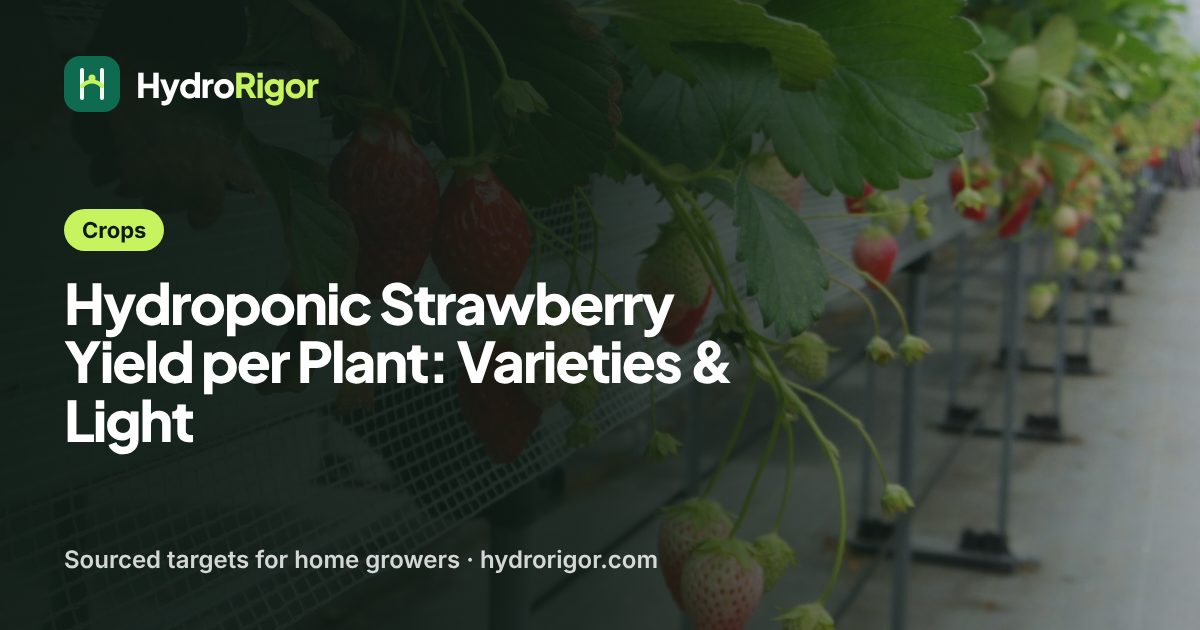 HydroRigor
Crops
Hydroponic Strawberry
Yield per Plant: Varieties &
Light
Sourced targets for home growers · hydrorigor.com